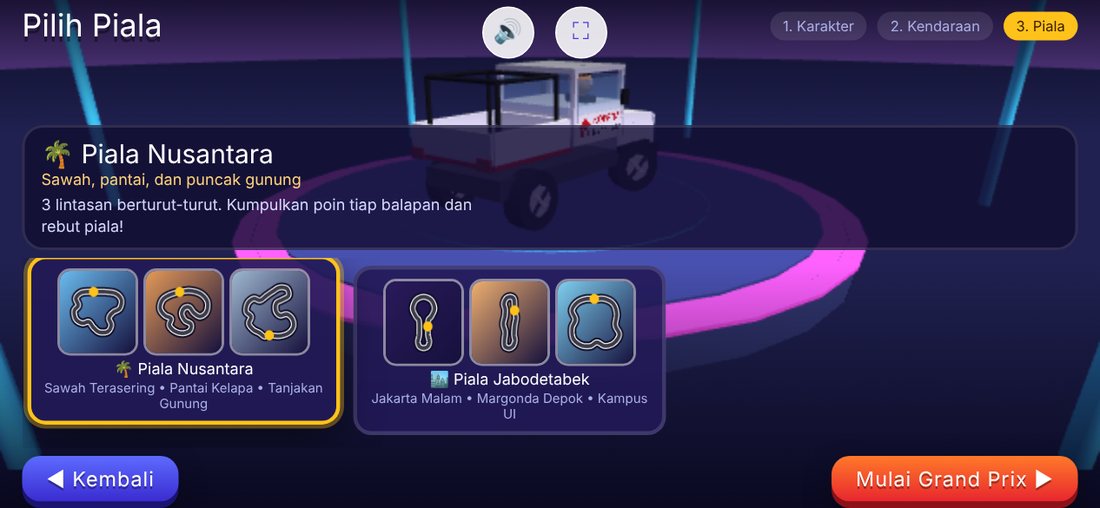 Pilih Piala
1. Karakter
2. Kendaraan
3. Piala
🌴 Piala Nusantara
Sawah, pantai, dan puncak gunung
3 lintasan berturut-turut. Kumpulkan poin tiap balapan dan
rebut piala!
🌴 Piala Nusantara
Sawah Terasering • Pantai Kelapa • Tanjakan
Gunung
🏙️ Piala Jabodetabek
Jakarta Malam • Margonda Depok • Kampus
UI
◀ Kembali
Mulai Grand Prix ▶